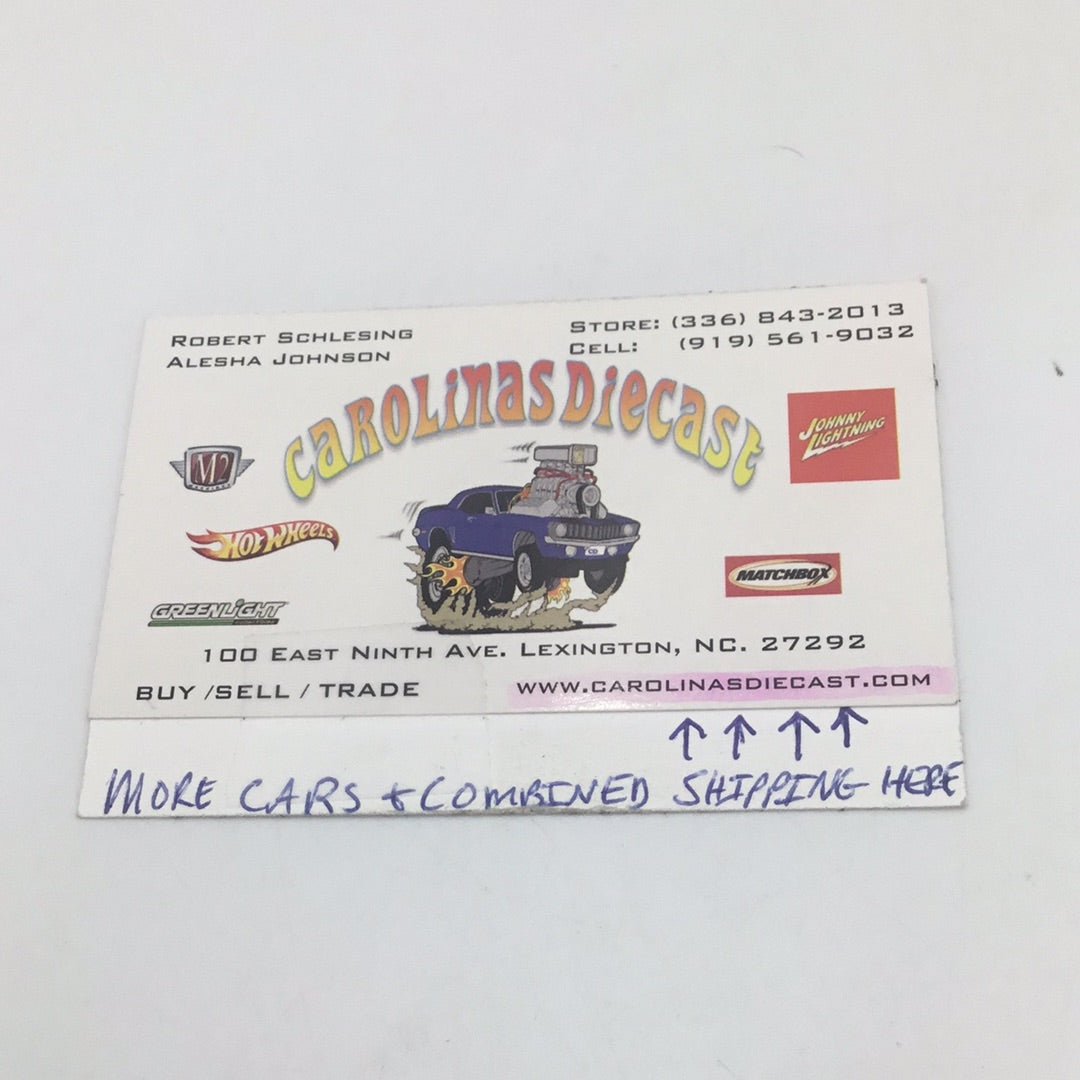 ROBERT SCHLESING
ALESHA JOHNSON
STORE: (336) 843-2013
CELL: (919) 561-9032
CAROLINAS DIECAST
M2
JOHNNY LIGHTNING
HOT WHEELS
MATCHBOX
GREENLIGHT
CD
100 EAST NINTH AVE. LEXINGTON, NC. 27292
BUY /SELL / TRADE
WWW.CAROLINASDIECAST.COM
↑ ↑ ↑ ↑
MORE CARS + COMBINED SHIPPING HERE